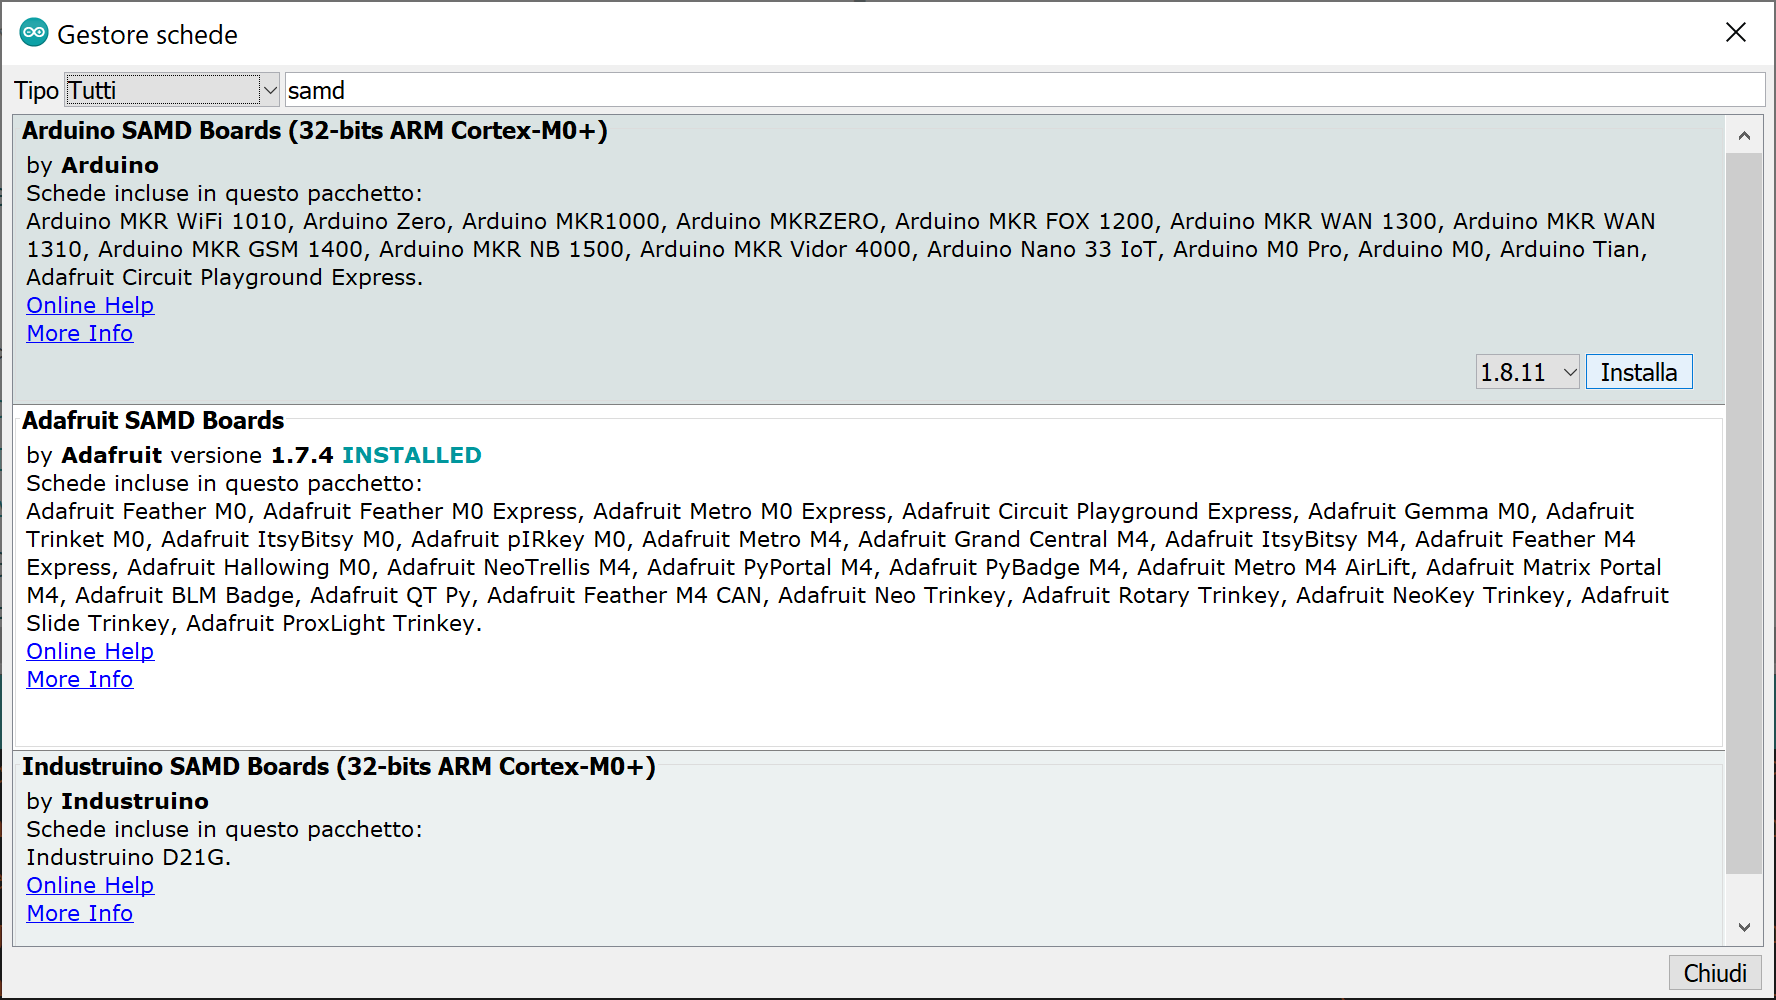 Gestore schede
Tipo Tutti samd
Arduino SAMD Boards (32-bits ARM Cortex-M0+)
by Arduino
Schede incluse in questo pacchetto:
Arduino MKR WiFi 1010, Arduino Zero, Arduino MKR1000, Arduino MKRZERO, Arduino MKR FOX 1200, Arduino MKR WAN 1300, Arduino MKR WAN
1310, Arduino MKR GSM 1400, Arduino MKR NB 1500, Arduino MKR Vidor 4000, Arduino Nano 33 IoT, Arduino M0 Pro, Arduino M0, Arduino Tian,
Adafruit Circuit Playground Express.
Online Help
More Info
1.8.11 Installa
Adafruit SAMD Boards
by Adafruit versione 1.7.4 INSTALLED
Schede incluse in questo pacchetto:
Adafruit Feather M0, Adafruit Feather M0 Express, Adafruit Metro M0 Express, Adafruit Circuit Playground Express, Adafruit Gemma M0, Adafruit
Trinket M0, Adafruit ItsyBitsy M0, Adafruit pIRkey M0, Adafruit Metro M4, Adafruit Grand Central M4, Adafruit ItsyBitsy M4, Adafruit Feather M4
Express, Adafruit Hallowing M0, Adafruit NeoTrellis M4, Adafruit PyPortal M4, Adafruit PyBadge M4, Adafruit Metro M4 AirLift, Adafruit Matrix Portal
M4, Adafruit BLM Badge, Adafruit QT Py, Adafruit Feather M4 CAN, Adafruit Neo Trinkey, Adafruit Rotary Trinkey, Adafruit NeoKey Trinkey, Adafruit
Slide Trinkey, Adafruit ProxLight Trinkey.
Online Help
More Info
Industruino SAMD Boards (32-bits ARM Cortex-M0+)
by Industruino
Schede incluse in questo pacchetto:
Industruino D21G.
Online Help
More Info
Chiudi